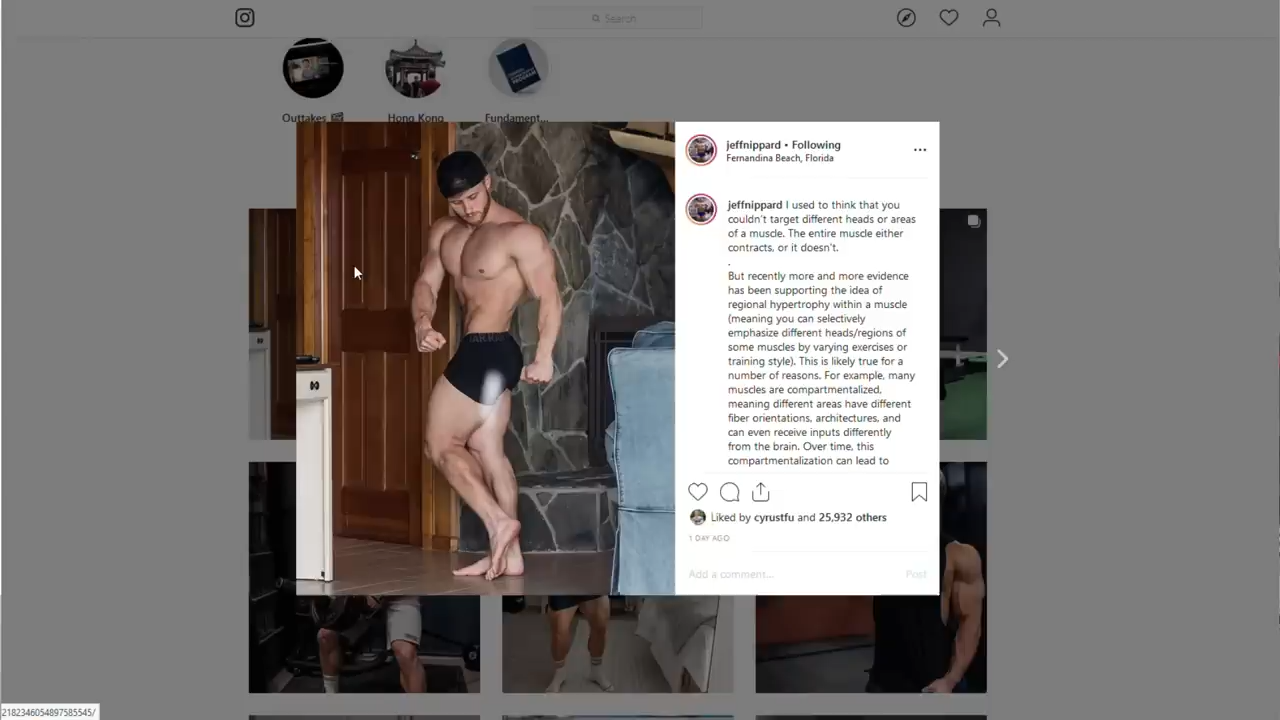 Search
Outtakes
Hong Kong
Fundament...
jeffnippard • Following
Fernandina Beach, Florida
jeffnippard I used to think that you
couldn't target different heads or areas
of a muscle. The entire muscle either
contracts, or it doesn't.
.
But recently more and more evidence
has been supporting the idea of
regional hypertrophy within a muscle
(meaning you can selectively
emphasize different heads/regions of
some muscles by varying exercises or
training style). This is likely true for a
number of reasons. For example, many
muscles are compartmentalized,
meaning different areas have different
fiber orientations, architectures, and
can even receive inputs differently
from the brain. Over time, this
compartmentalization can lead to
Liked by cyrustfu and 25,932 others
1 DAY AGO
Add a comment...
Post
2182346054897585545/